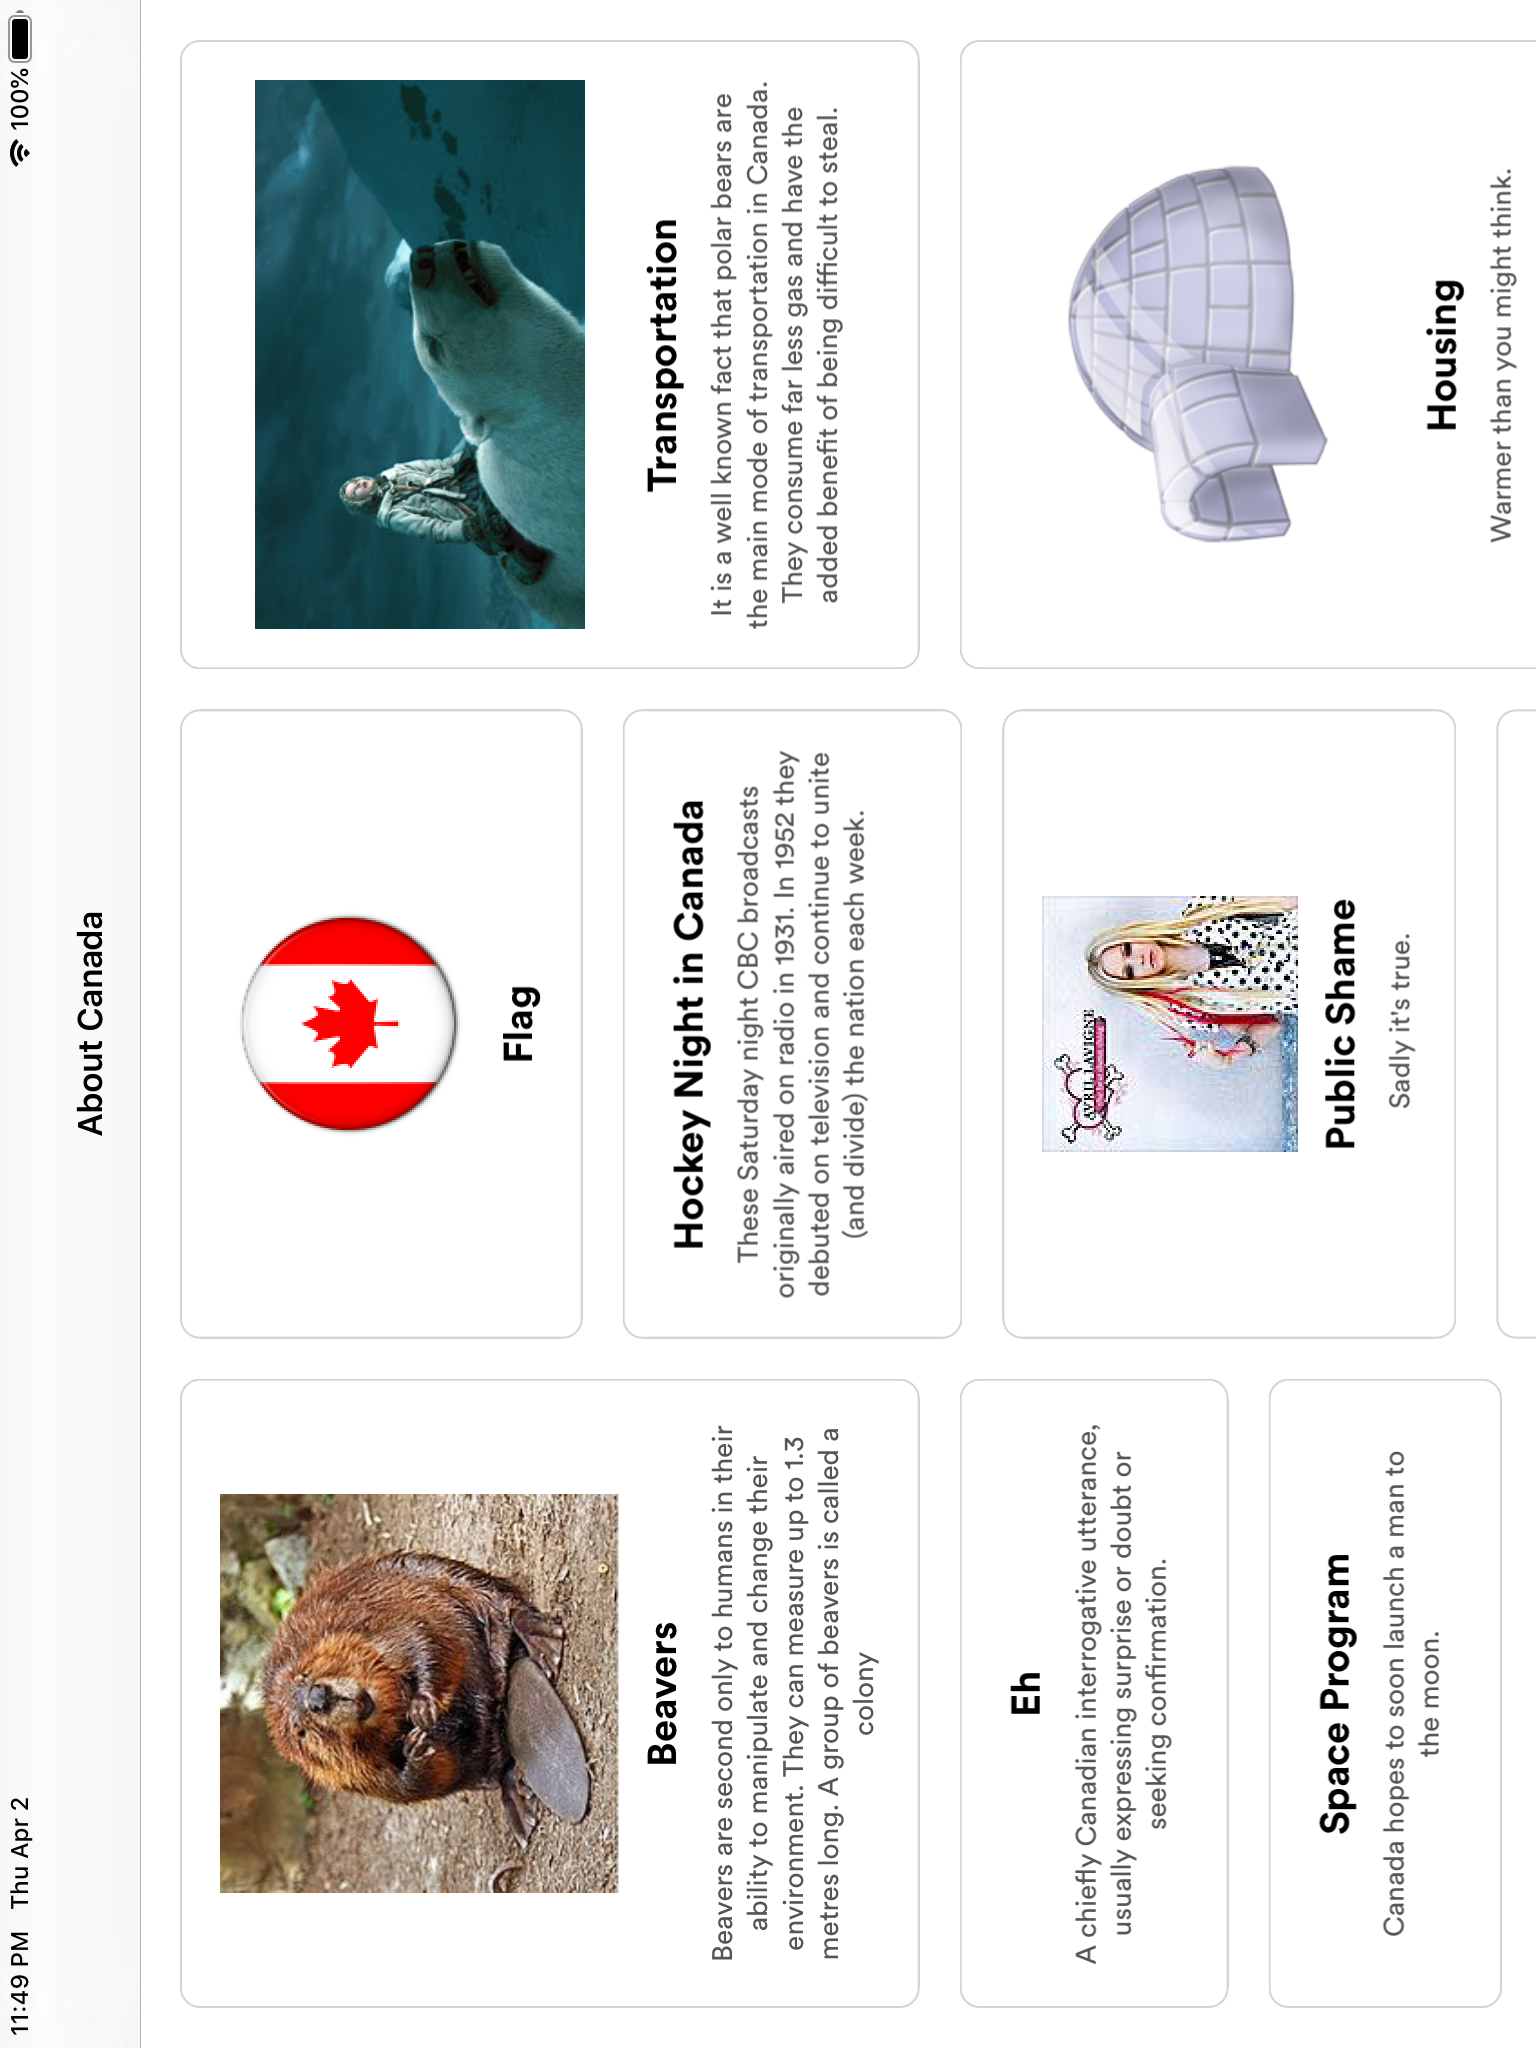 11:49 PM Thu Apr 2
100%
About Canada
Beavers
Beavers are second only to humans in their
ability to manipulate and change their
environment. They can measure up to 1.3
metres long. A group of beavers is called a
colony
Eh
A chiefly Canadian interrogative utterance,
usually expressing surprise or doubt or
seeking confirmation.
Space Program
Canada hopes to soon launch a man to
the moon.
Flag
Hockey Night in Canada
These Saturday night CBC broadcasts
originally aired on radio in 1931. In 1952 they
debuted on television and continue to unite
(and divide) the nation each week.
AVRIL LAVIGNE
Public Shame
Sadly it's true.
Transportation
It is a well known fact that polar bears are
the main mode of transportation in Canada.
They consume far less gas and have the
added benefit of being difficult to steal.
Housing
Warmer than you might think.